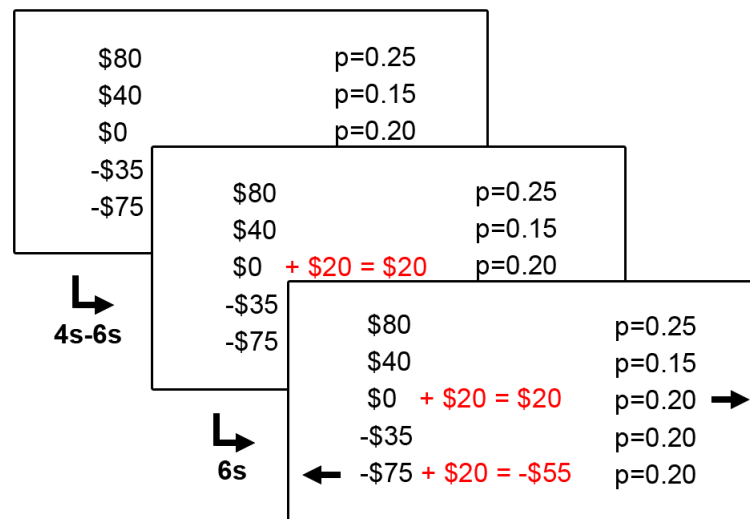 $80 p=0.25
$40 p=0.15
$0 p=0.20
-$35
-$75
4s-6s
$80 p=0.25
$40 p=0.15
$0 + $20 = $20 p=0.20
-$35
-$75
6s
$80 p=0.25
$40 p=0.15
$0 + $20 = $20 p=0.20
-$35 p=0.20
-$75 + $20 = -$55 p=0.20